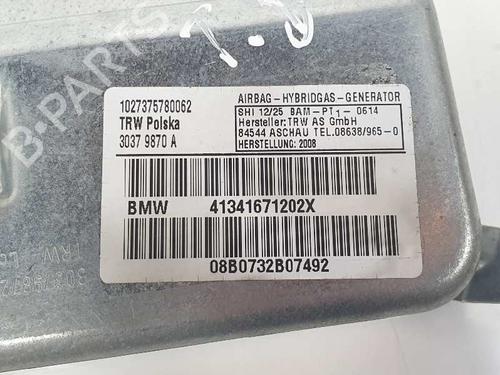 1027375780062
TRW Polska
3037 9870 A
AIRBAG - HYBRIDGAS - GENERATOR
SHI 12/25 BAM-PT1-0614
Hersteller:TRW AS GmbH
84544 ASCHAU TEL.08638/965-0
HERSTELLUNG: 2008
BMW 41341671202X
08B0732B07492